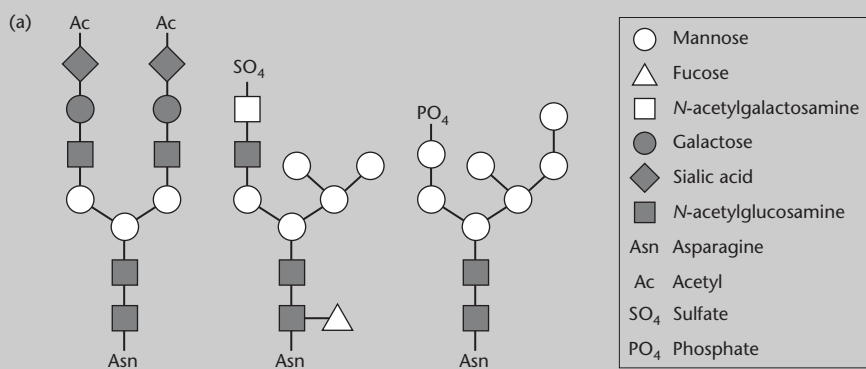 (a)
Ac Ac
SO₄
PO₄
Asn Asn Asn
Mannose
Fucose
N-acetylgalactosamine
Galactose
Sialic acid
N-acetylglucosamine
Asn Asparagine
Ac Acetyl
SO₄ Sulfate
PO₄ Phosphate